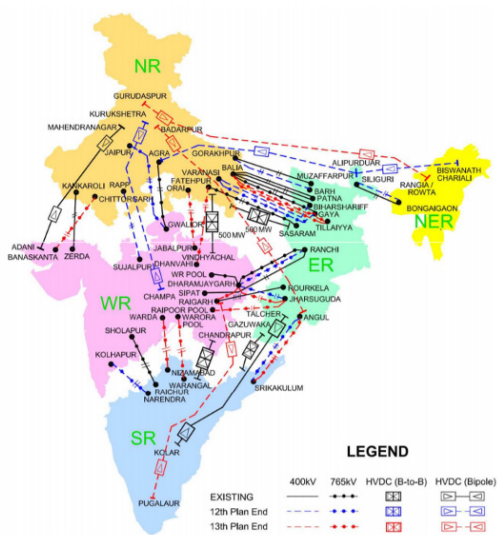 NR
GURUDASPUR
KURUKSHETRA
MAHENDRANAGAR
BADARPUR
JAIPUR
AGRA
GORAKHPUR
ALIPURDUAR
BISWANATH
CHARIALI
FATEHPUR
VARANASI
BALIA
MUZAFFARPUR
SILIGURI
RANGIA /
ROWTA
BONGAIGAON
NER
KANKAROLI
RAPP
CHITTORGARH
ORAI
BARH
PATNA
BIHARSHARIFF
GAYA
TILLAIYYA
SASARAM
500MW
500 MW
GWALIOR
ADANI
BANASKANTA
ZERDA
SUJALPUR
JABALPUR
VINDHYACHAL
DHANVAHI
RANCHI
ER
WR POOL
DHARAMJAYGARH
CHAMPA
SIPAT
RAIGARH
ROURKELA
JHARSUGUDA
WR
RAIPOOR POOL
WARDA
WARORA
POOL
TALCHER
ANGUL
GAZUWAKA
CHANDRAPUR
SHOLAPUR
KOLHAPUR
NIZAMABAD
WARANGAL
RAICHUR
NARENDRA
SRIKAKULUM
SR
KOLAR
PUGALAUR
LEGEND
400kV 765kV HVDC (B-to-B) HVDC (Bipole)
EXISTING
12th Plan End
13th Plan End